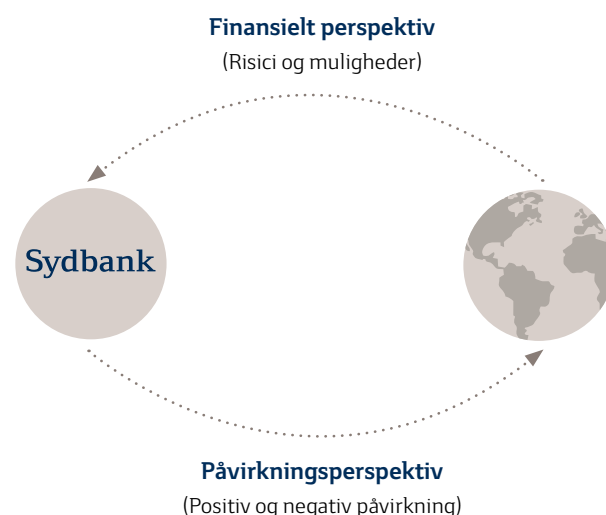 Finansielt perspektiv
(Risici og muligheder)
Sydbank
Påvirkningsperspektiv
(Positiv og negativ påvirkning)